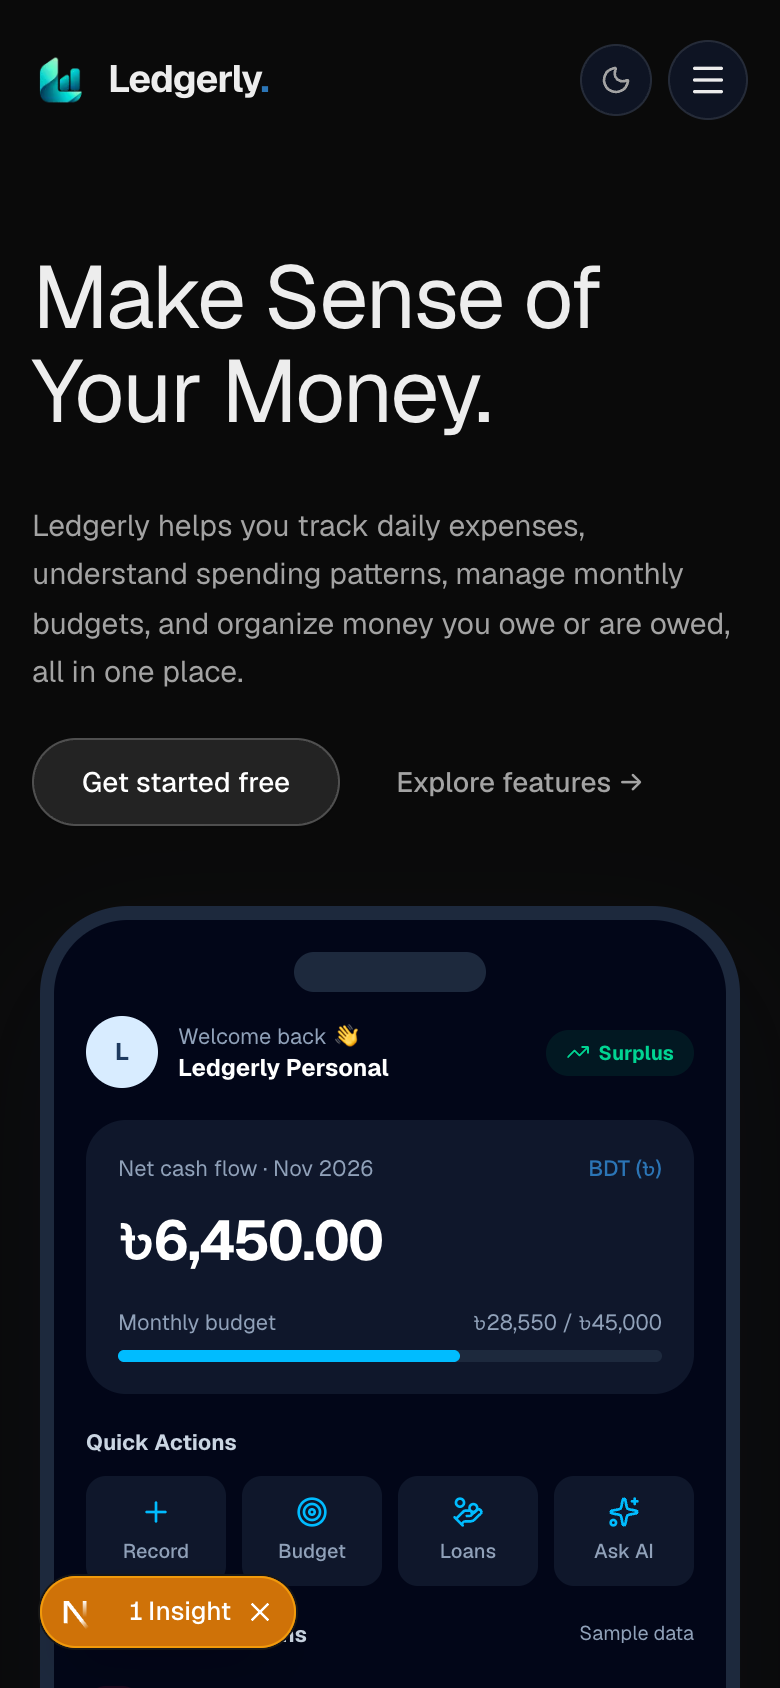 Ledgerly.
Make Sense of
Your Money.
Ledgerly helps you track daily expenses,
understand spending patterns, manage monthly
budgets, and organize money you owe or are owed,
all in one place.
Get started free
Explore features →
L
Welcome back 👋
Ledgerly Personal
Surplus
Net cash flow · Nov 2026
BDT (৳)
৳6,450.00
Monthly budget
৳28,550 / ৳45,000
Quick Actions
Record
Budget
Loans
Ask AI
N
1 Insight
Sample data